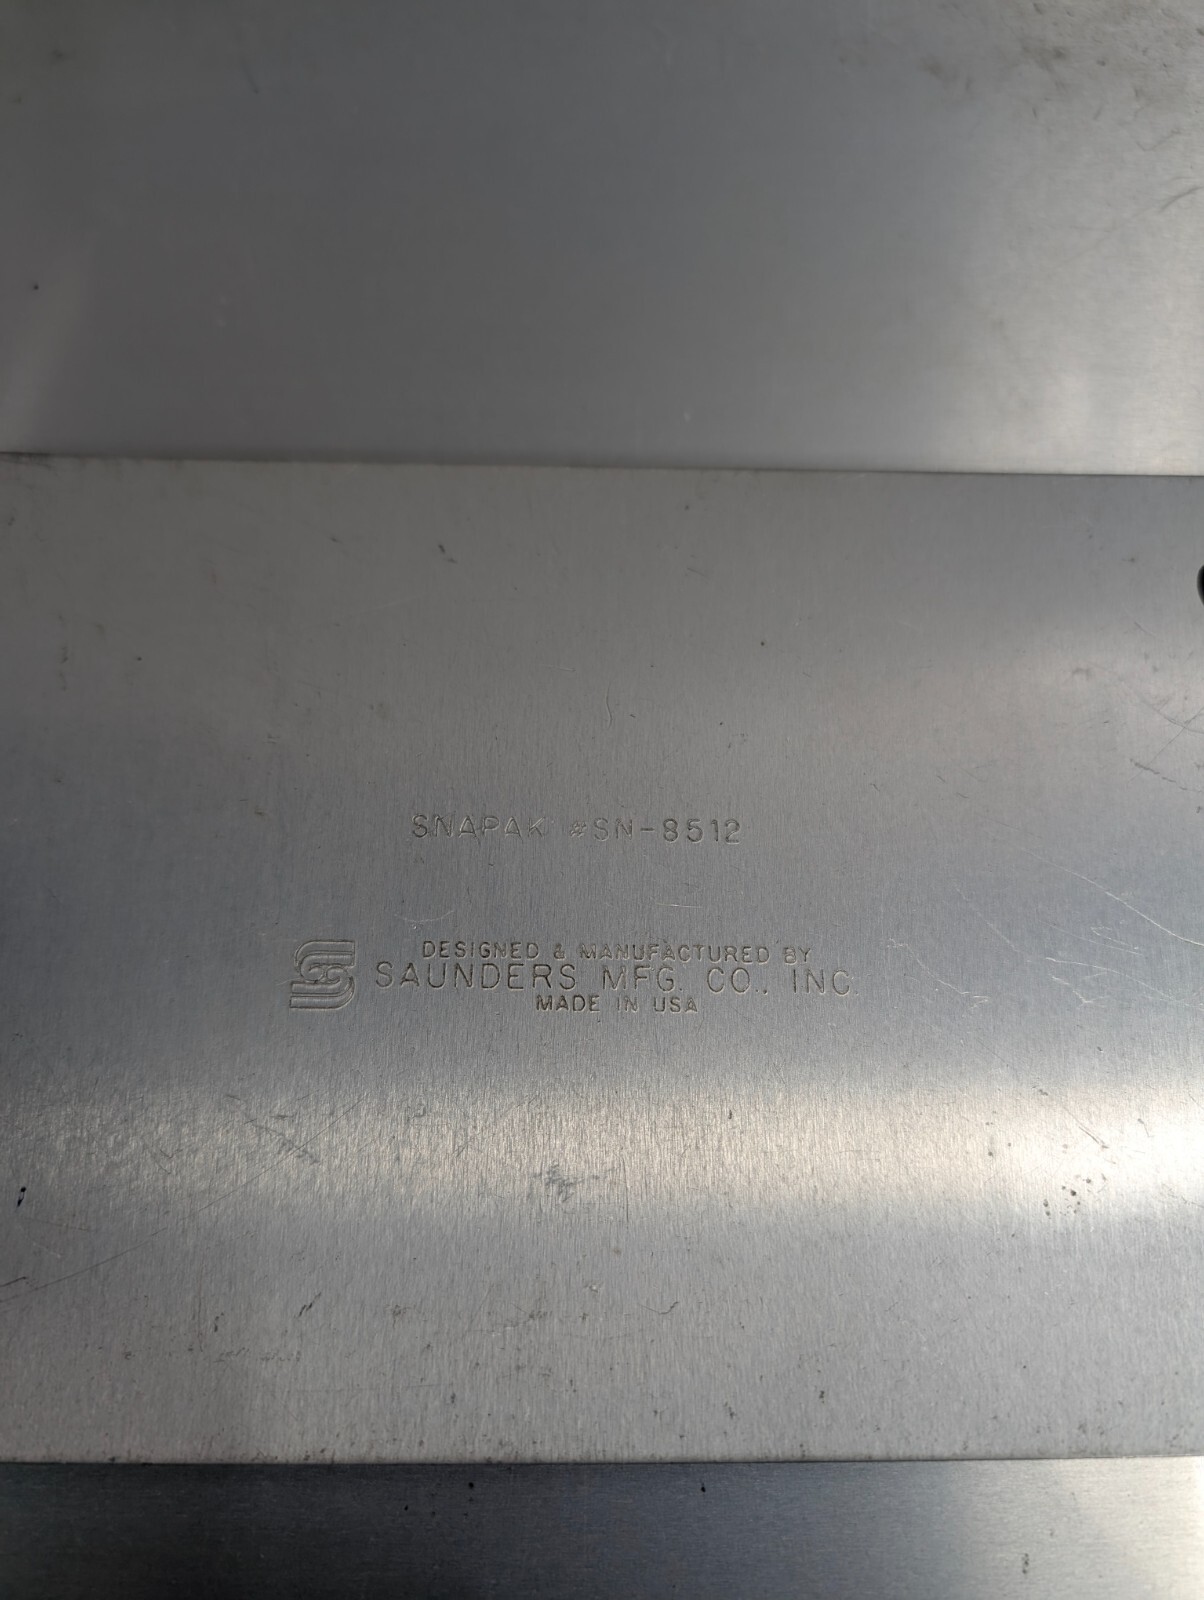 SNAPAK #SN-8512
DESIGNED & MANUFACTURED BY
SAUNDERS MFG. CO., INC.
MADE IN USA